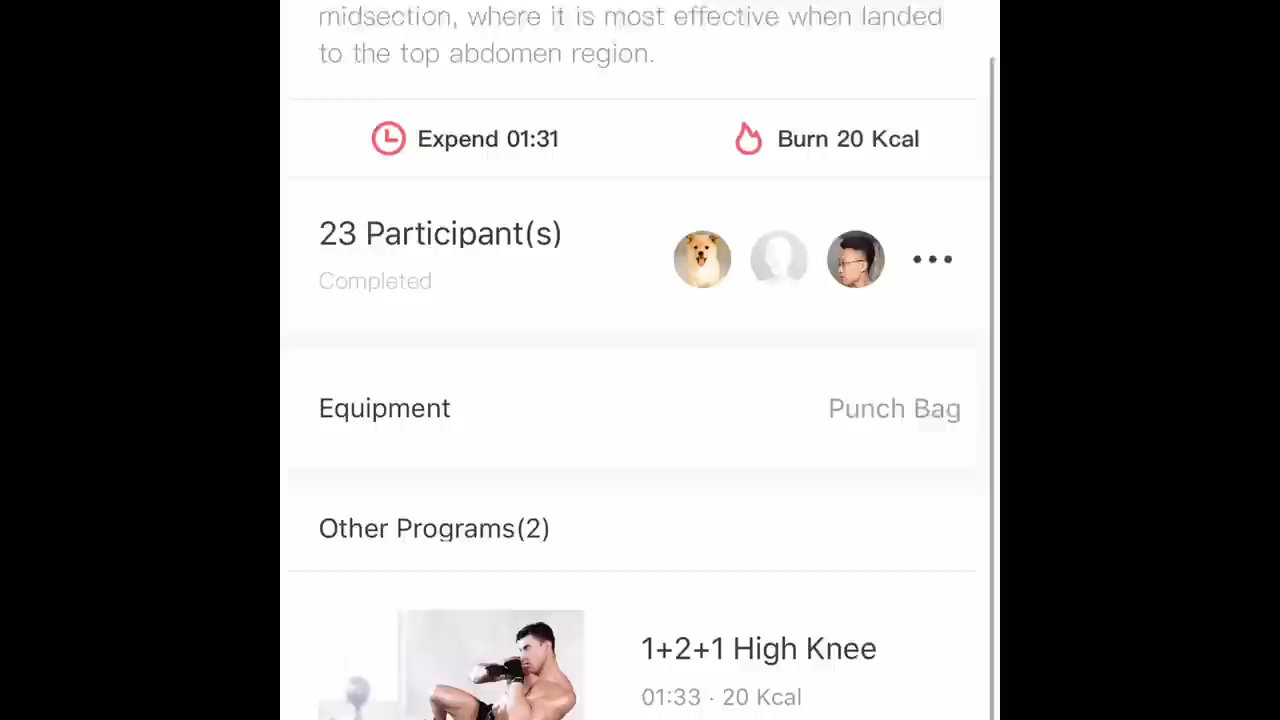 midsection, where it is most effective when landed
to the top abdomen region.
Expend 01:31
Burn 20 Kcal
23 Participant(s)
Completed
Equipment
Punch Bag
Other Programs(2)
1+2+1 High Knee
01:33 · 20 Kcal